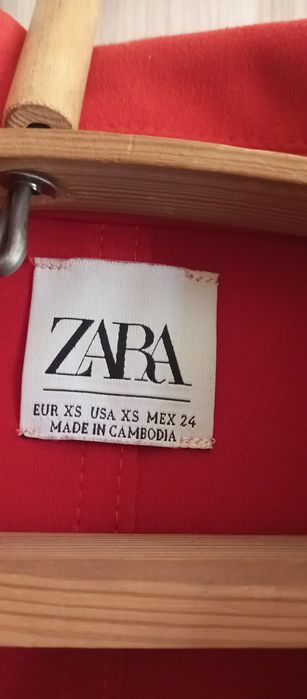 ZARA
EUR XS USA XS MEX 24
MADE IN CAMBODIA